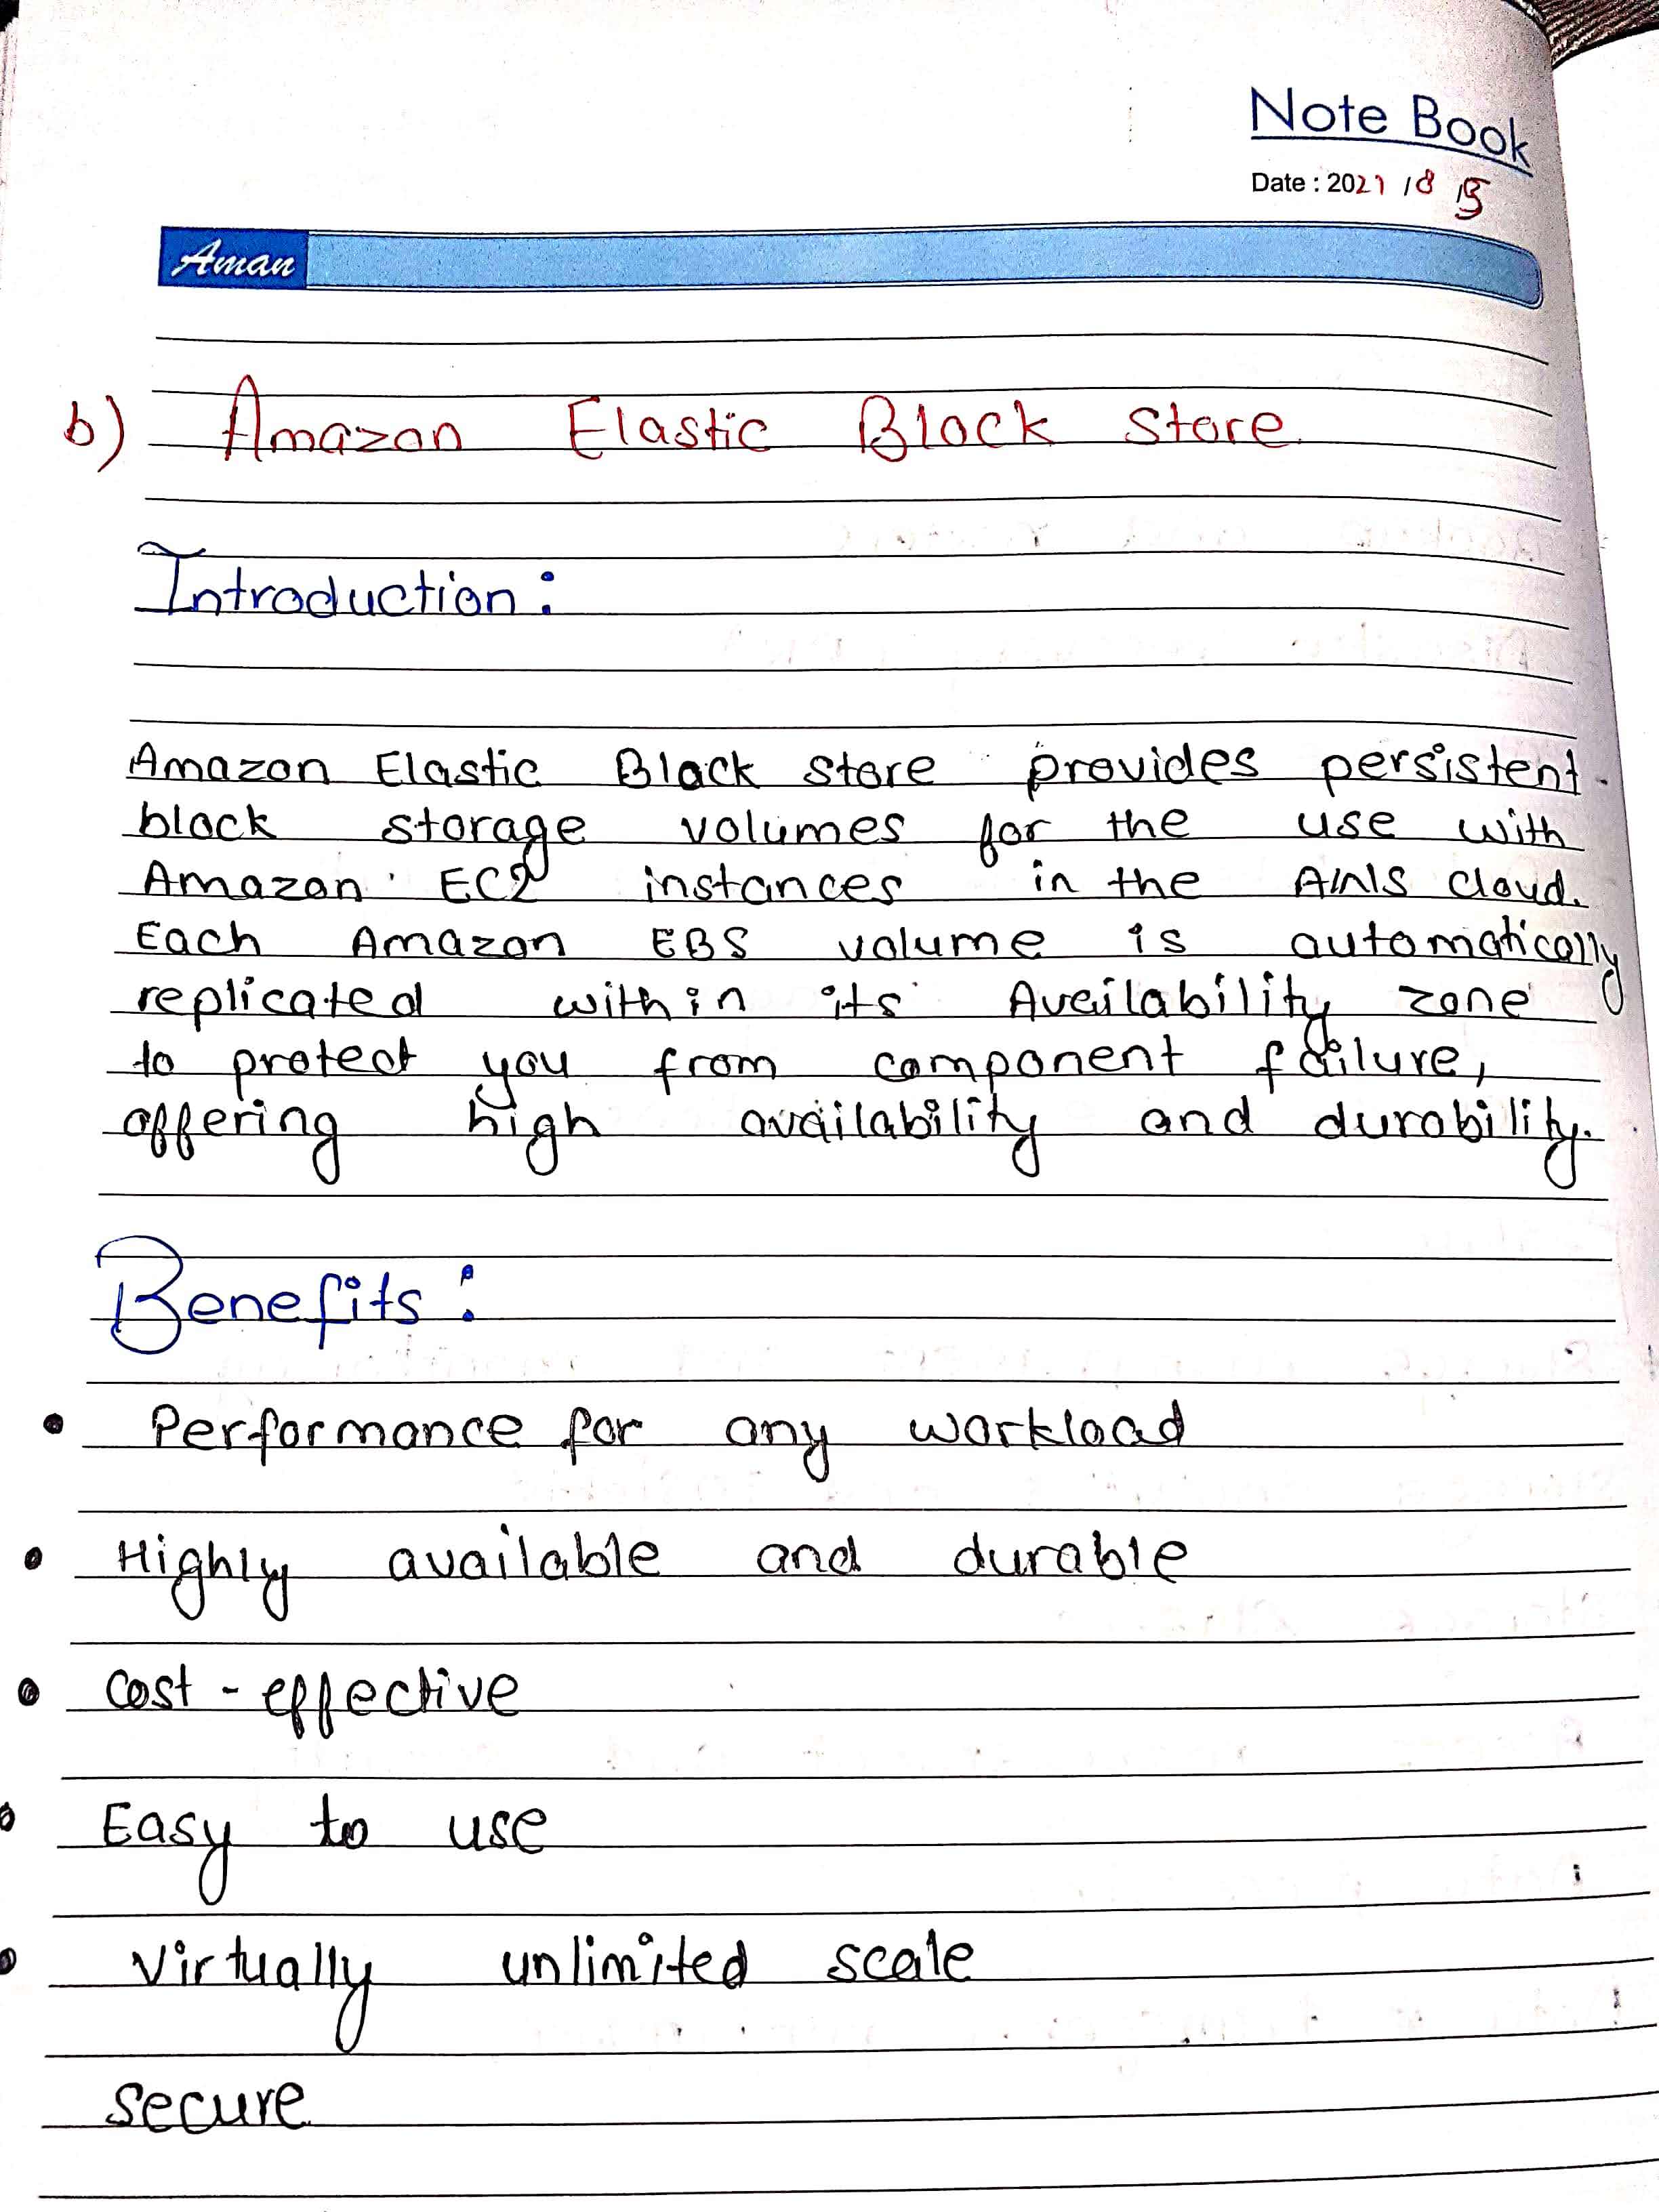 Note Book
Date : 2021 / 8 / 15
Aman
b) Amazon Elastic Block Store
Introduction :
Amazon Elastic Block Store provides persistent
block storage volumes for the use with
Amazon EC2 instances in the AWS cloud.
Each Amazon EBS volume is automatically
replicated within its Availability zone
to protect you from component failure,
offering high availability and durability.
Benefits :
• Performance for any workload
• Highly available and durable
• Cost-effective
• Easy to use
• Virtually unlimited scale
secure